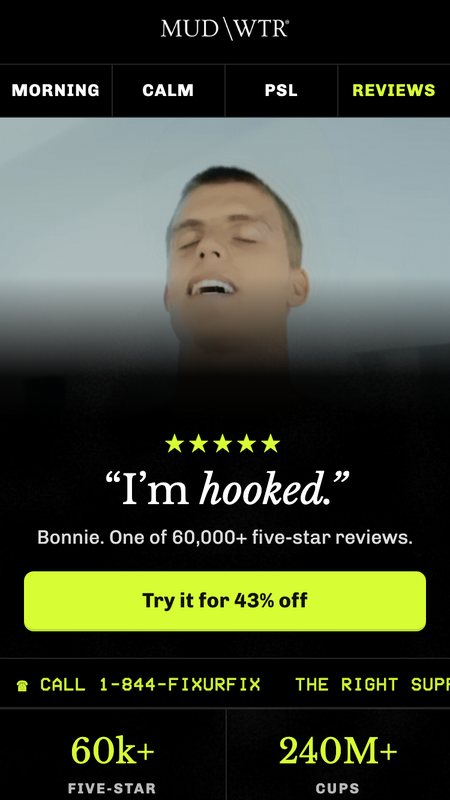 MUD\WTR®
MORNING CALM PSL REVIEWS
★★★★★
“I’m hooked.”
Bonnie. One of 60,000+ five-star reviews.
Try it for 43% off
☎ CALL 1-844-FIXURFIX THE RIGHT SUPP
60k+ 240M+
FIVE-STAR CUPS